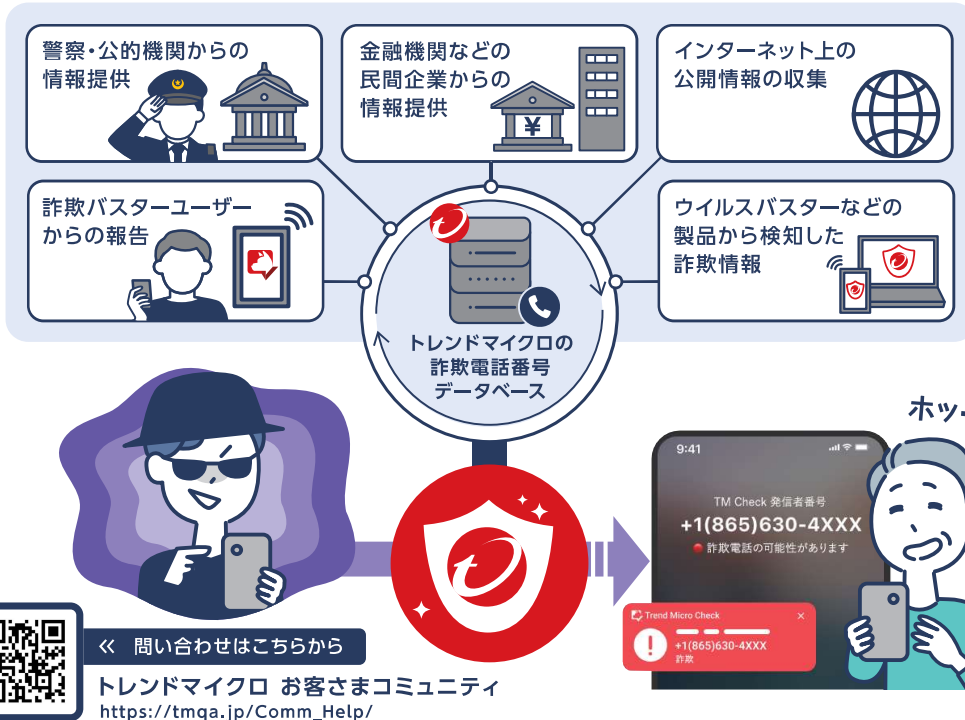 警察・公的機関からの
情報提供
金融機関などの
民間企業からの
情報提供
¥
インターネット上の
公開情報の収集
詐欺バスターユーザー
からの報告
ウイルスバスターなどの
製品から検知した
詐欺情報
トレンドマイクロの
詐欺電話番号
データベース
ホッ
9:41
TM Check 発信者番号
+1(865)630-4XXX
詐欺電話の可能性があります
Trend Micro Check
×
!
+1(865)630-4XXX
詐欺
« 問い合わせはこちらから
トレンドマイクロ お客さまコミュニティ
https://tmqa.jp/Comm_Help/